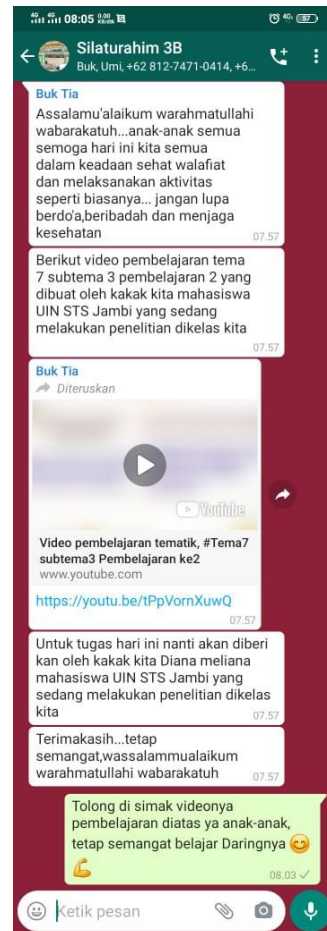 4G 4G 08:05
4G 87
Silaturahim 3B
Buk, Umi, +62 812-7471-0414, +6...
Buk Tia
Assalamu'alaikum warahmatullahi
wabarakatuh...anak-anak semua
semoga hari ini kita semua
dalam keadaan sehat walafiat
dan melaksanakan aktivitas
seperti biasanya... jangan lupa
berdo'a,beribadah dan menjaga
kesehatan
07.57
Berikut video pembelajaran tema
7 subtema 3 pembelajaran 2 yang
dibuat oleh kakak kita mahasiswa
UIN STS Jambi yang sedang
melakukan penelitian dikelas kita
07.57
Buk Tia
Diteruskan
YouTube
Video pembelajaran tematik, #Tema7
subtema3 Pembelajaran ke2
www.youtube.com
https://youtu.be/tPpVornXuwQ
07.57
Untuk tugas hari ini nanti akan diberi
kan oleh kakak kita Diana meliana
mahasiswa UIN STS Jambi yang
sedang melakukan penelitian dikelas
kita
07.57
Terimakasih...tetap
semangat,wassalammualaikum
warahmatullahi wabarakatuh
07.57
Tolong di simak videonya
pembelajaran diatas ya anak-anak,
tetap semangat belajar Daringnya 😊
💪
08.03
Ketik pesan